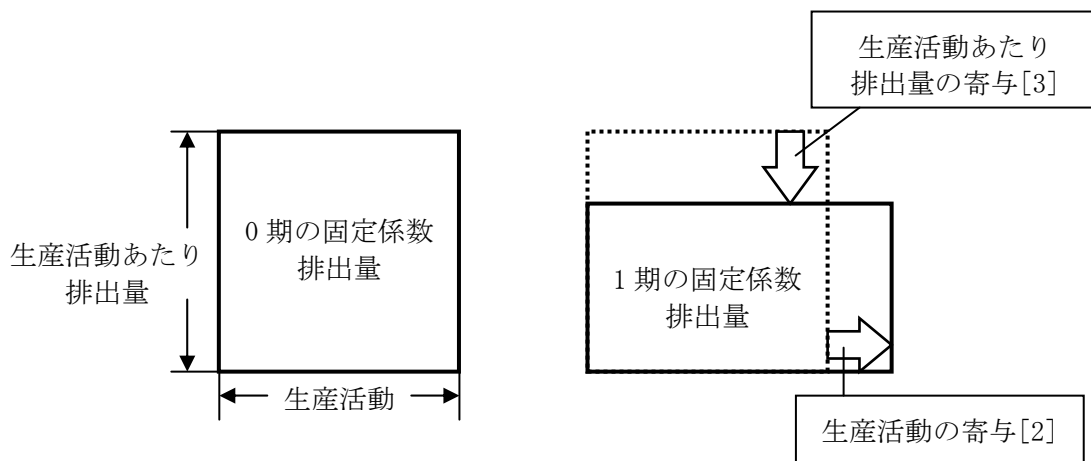 生産活動あたり
排出量の寄与[3]
0 期の固定係数
排出量
生産活動あたり
排出量
生産活動
1 期の固定係数
排出量
生産活動の寄与[2]